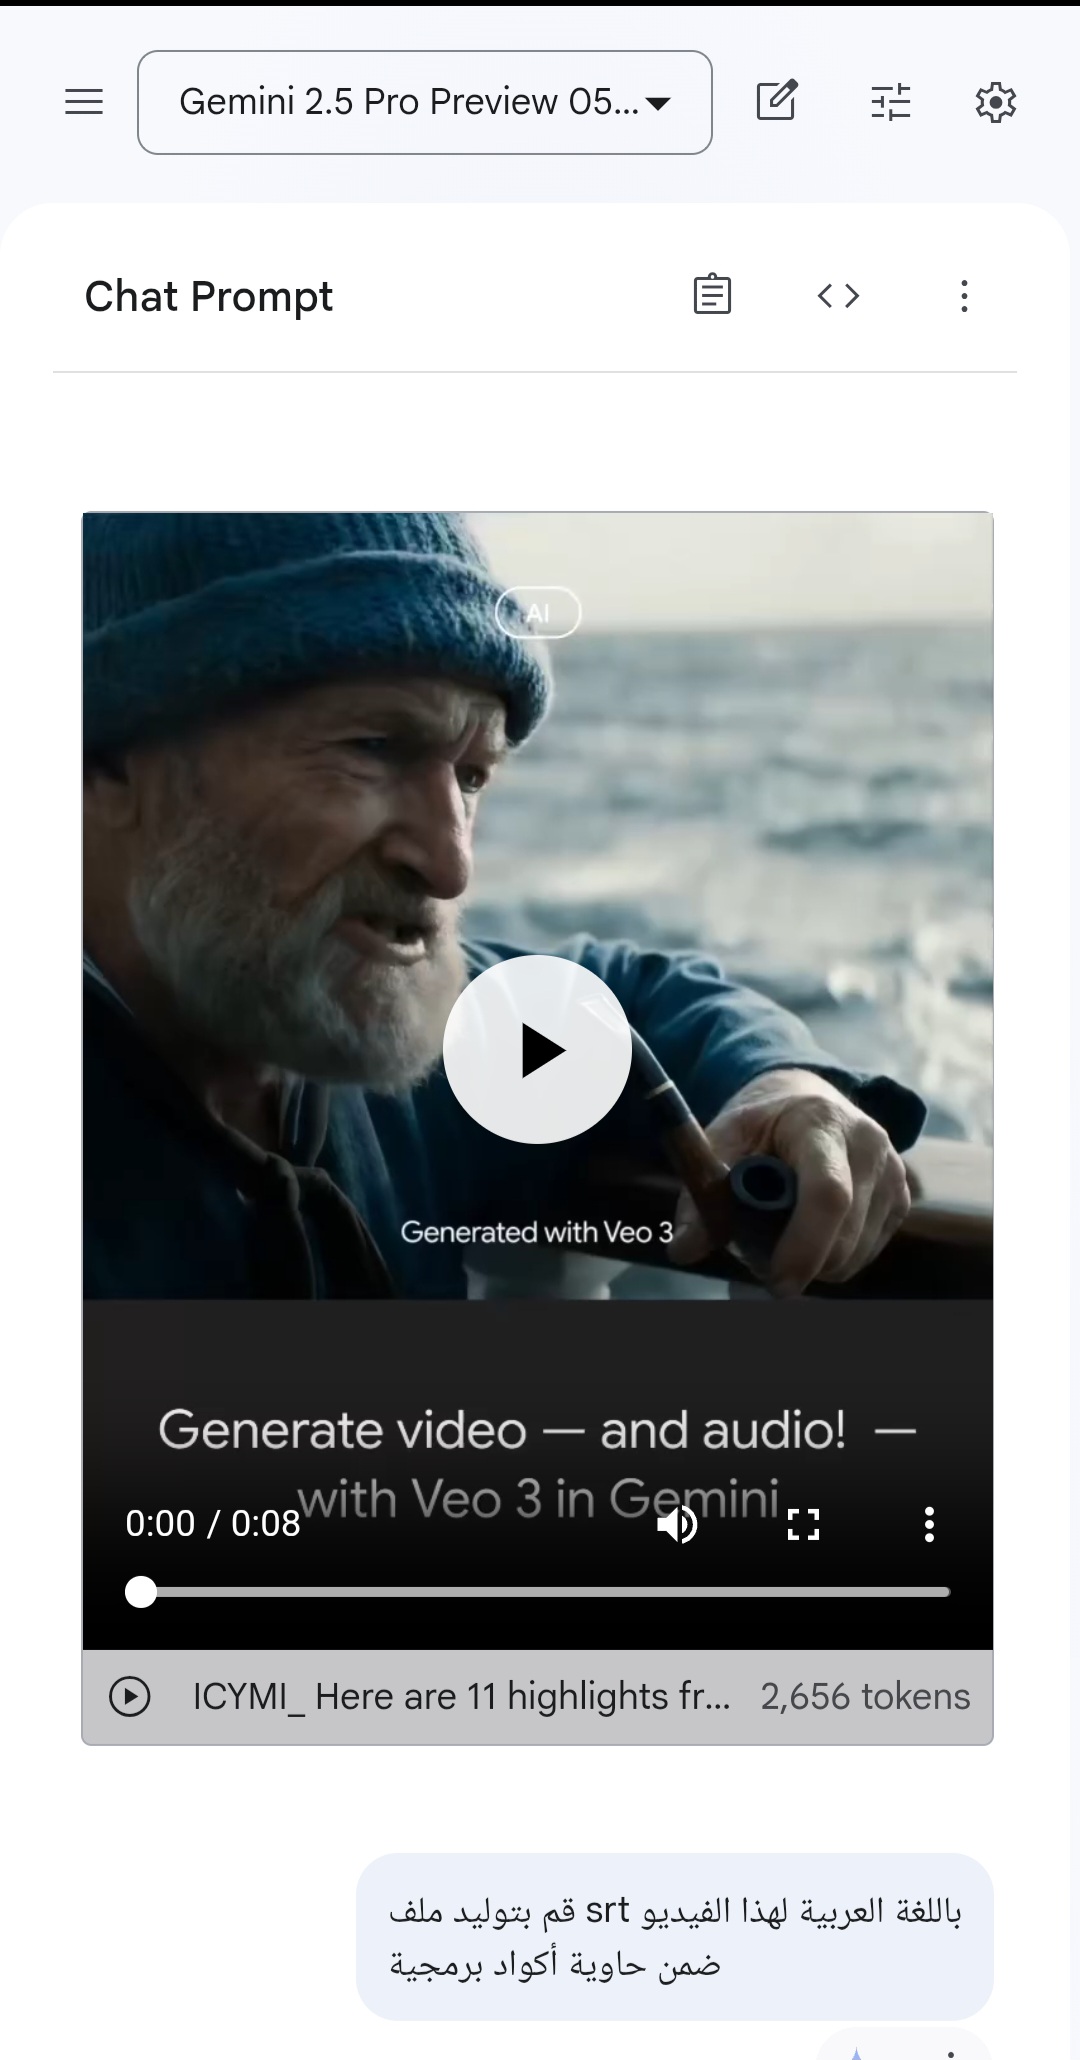 Gemini 2.5 Pro Preview 05...
Chat Prompt
AI
Generated with Veo 3
Generate video — and audio! —
with Veo 3 in Gemini
0:00 / 0:08
ICYMI_ Here are 11 highlights fr... 2,656 tokens
باللغة العربية لهذا الفيديو srt قم بتوليد ملف
ضمن حاوية أكواد برمجية